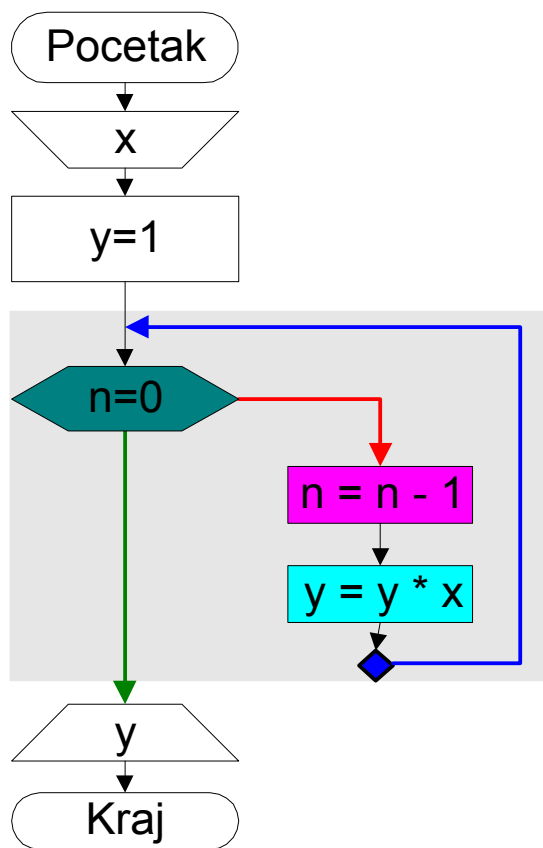 Pocetak
x
y=1
n=0
n = n - 1
y = y * x
y
Kraj